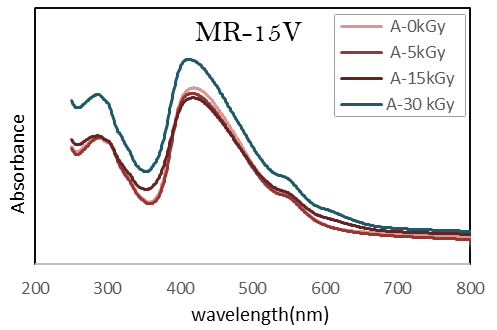 MR-15V
A-0kGy
A-5kGy
A-15kGy
A-30 kGy
Absorbance
200 300 400 500 600 700 800
wavelength(nm)